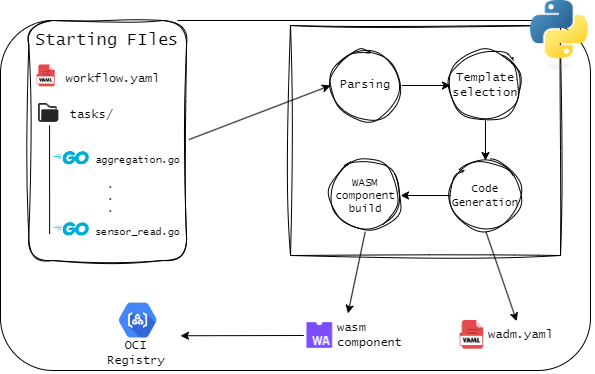 Starting FIles
YAML
workflow.yaml
tasks/
GO
aggregation.go
.
.
.
GO
sensor_read.go
Parsing
Template
selection
WASM
component
build
Code
Generation
OCI
Registry
WA
wasm
component
YAML
wadm.yaml